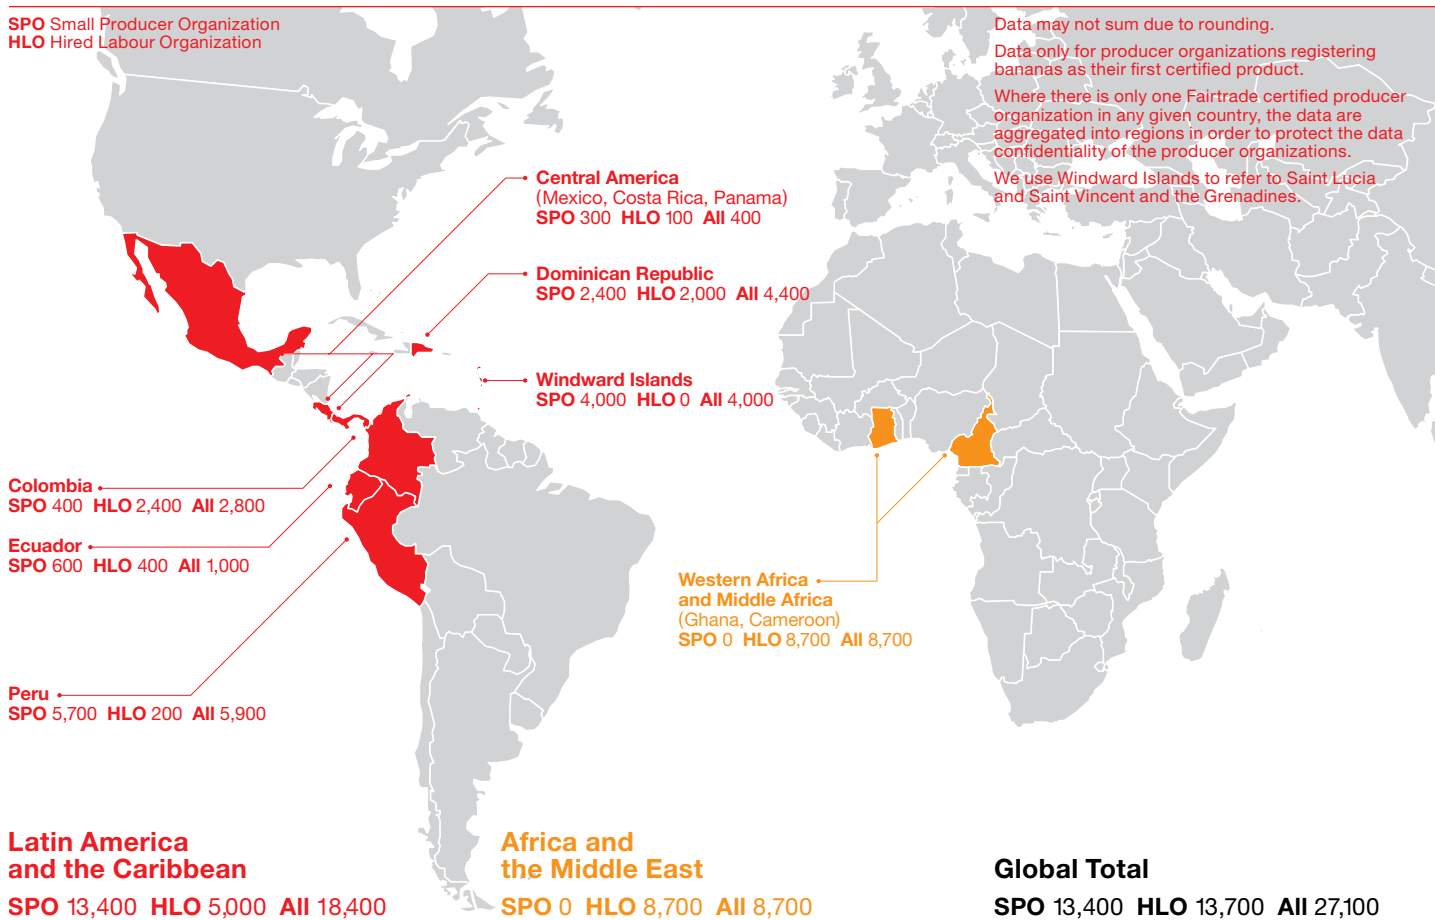 SPO Small Producer Organization
HLO Hired Labour Organization
Data may not sum due to rounding.
Data only for producer organizations registering
bananas as their first certified product.
Where there is only one Fairtrade certified producer
organization in any given country, the data are
aggregated into regions in order to protect the data
confidentiality of the producer organizations.
We use Windward Islands to refer to Saint Lucia
and Saint Vincent and the Grenadines.
Central America
(Mexico, Costa Rica, Panama)
SPO 300 HLO 100 All 400
Dominican Republic
SPO 2,400 HLO 2,000 All 4,400
Windward Islands
SPO 4,000 HLO 0 All 4,000
Colombia
SPO 400 HLO 2,400 All 2,800
Ecuador
SPO 600 HLO 400 All 1,000
Peru
SPO 5,700 HLO 200 All 5,900
Western Africa
and Middle Africa
(Ghana, Cameroon)
SPO 0 HLO 8,700 All 8,700
Latin America
and the Caribbean
SPO 13,400 HLO 5,000 All 18,400
Africa and
the Middle East
SPO 0 HLO 8,700 All 8,700
Global Total
SPO 13,400 HLO 13,700 All 27,100